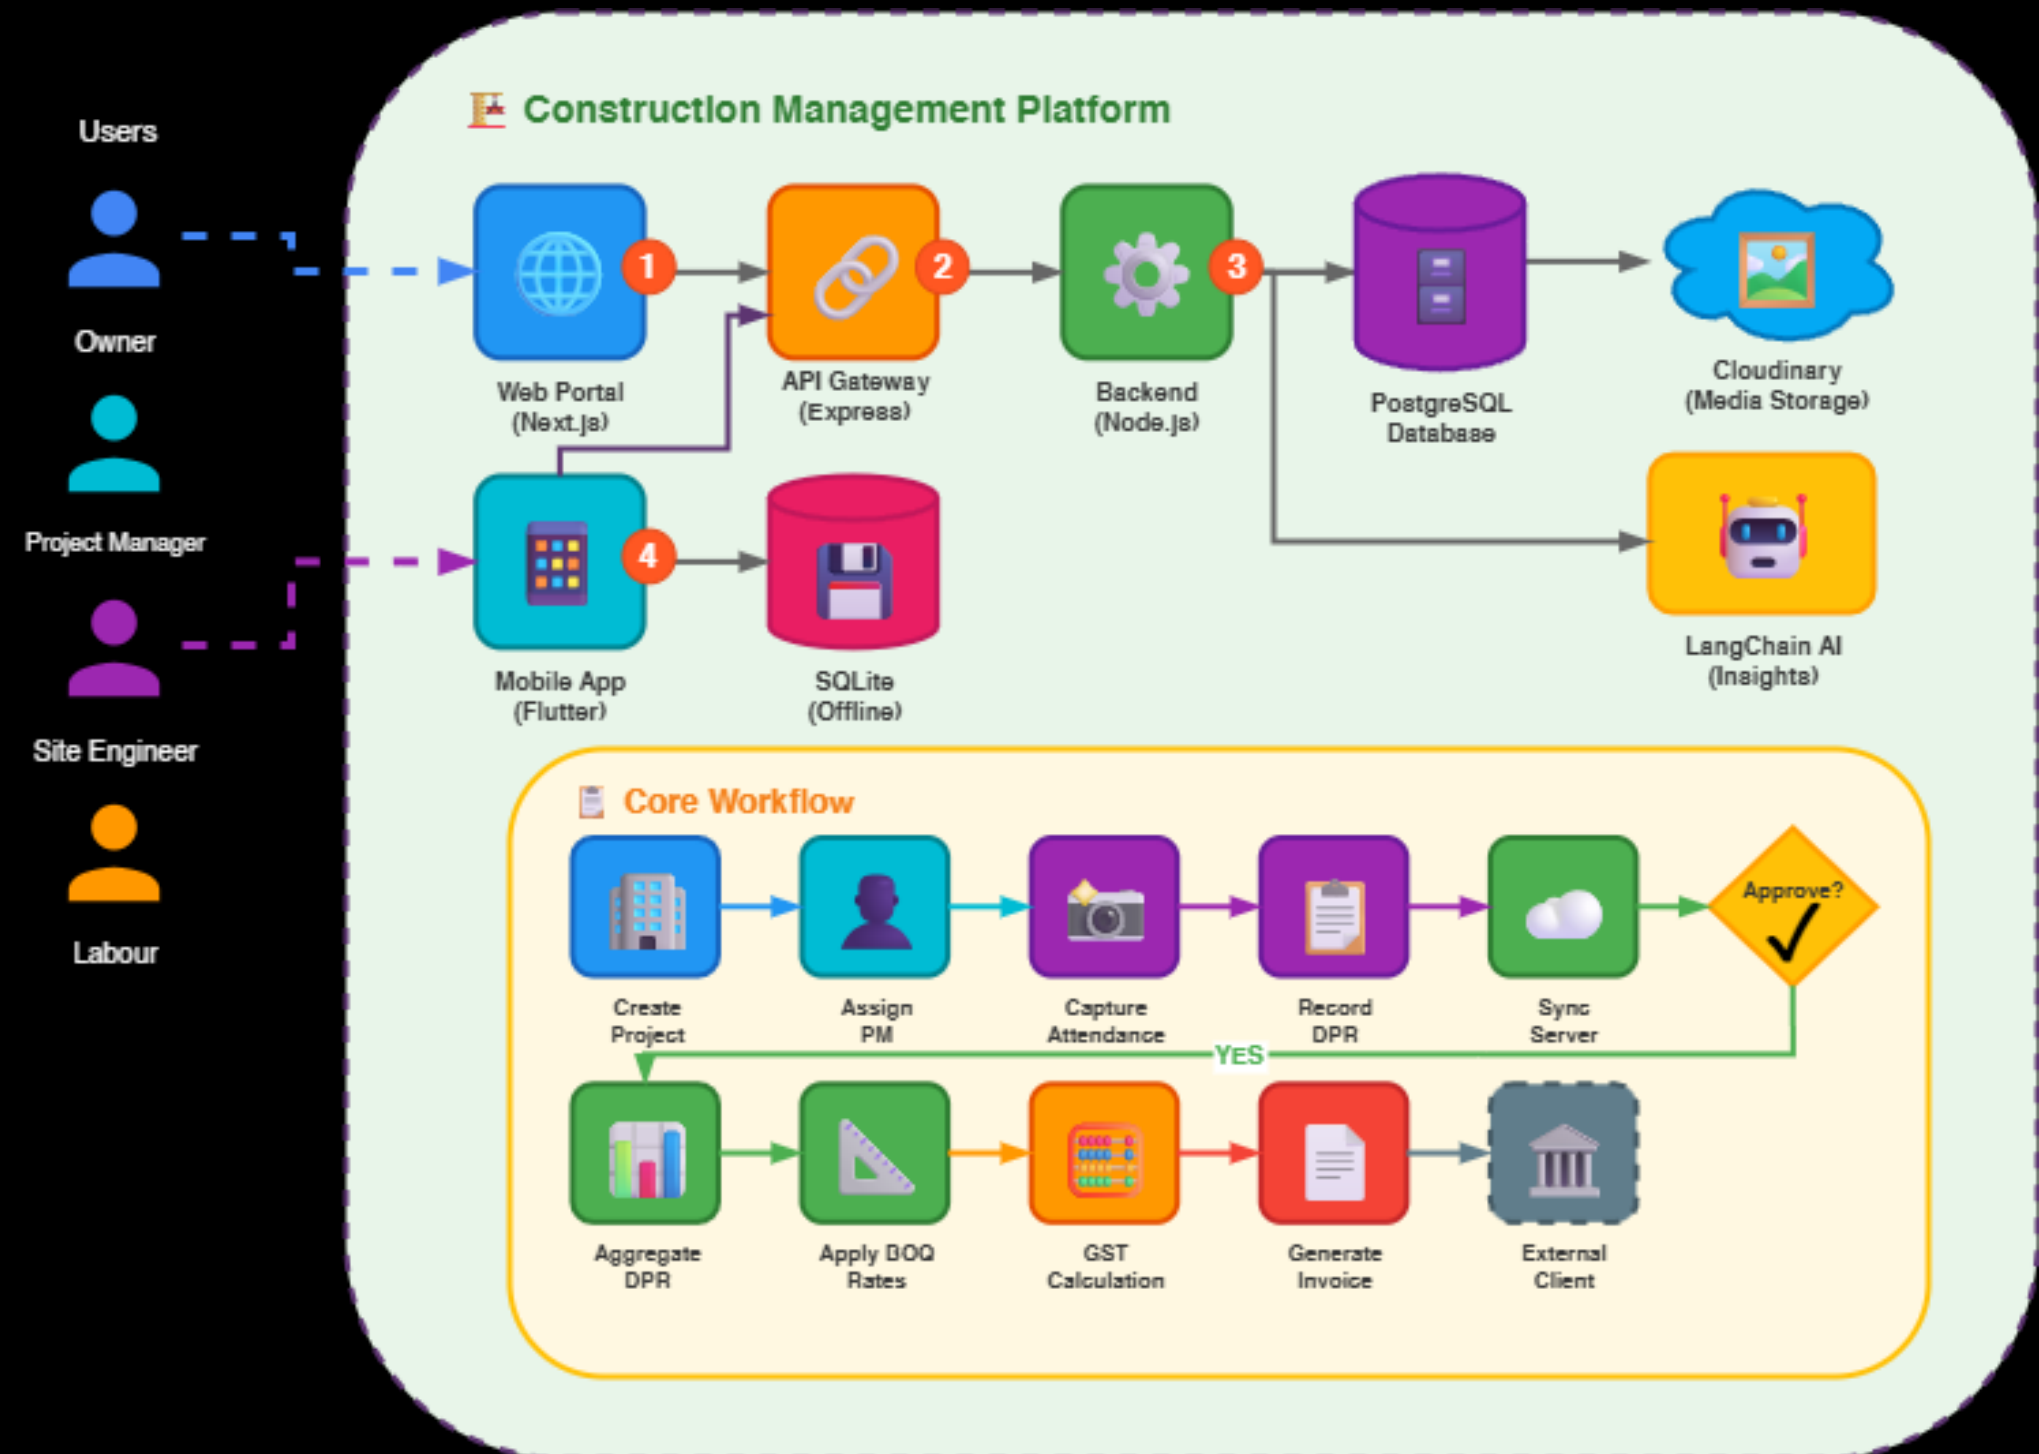 Users
Owner
Project Manager
Site Engineer
Labour
Construction Management Platform
1
2
3
Web Portal
(Next.js)
API Gateway
(Express)
Backend
(Node.js)
PostgreSQL
Database
Cloudinary
(Media Storage)
4
Mobile App
(Flutter)
SQLite
(Offline)
LangChain AI
(Insights)
Core Workflow
Approve?
Create
Project
Assign
PM
Capture
Attendance
Record
DPR
Sync
Server
YES
Aggregate
DPR
Apply BOQ
Rates
GST
Calculation
Generate
Invoice
External
Client